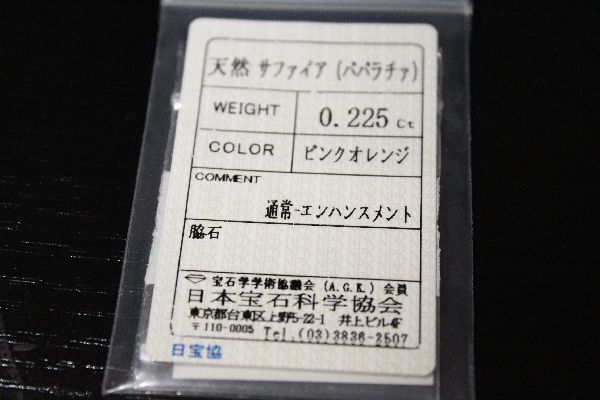 天然 サファイア (パパラチァ)
WEIGHT 0.225 Ct
COLOR ピンクオレンジ
COMMENT
通常-エンハンスメント
脇石
宝石学学術協議会 (A.G.K.) 会員
日本宝石科学協会
東京都台東区上野5-22-1 井上ビル4F
〒110-0005 Tel.(03)3836-2507
日宝協